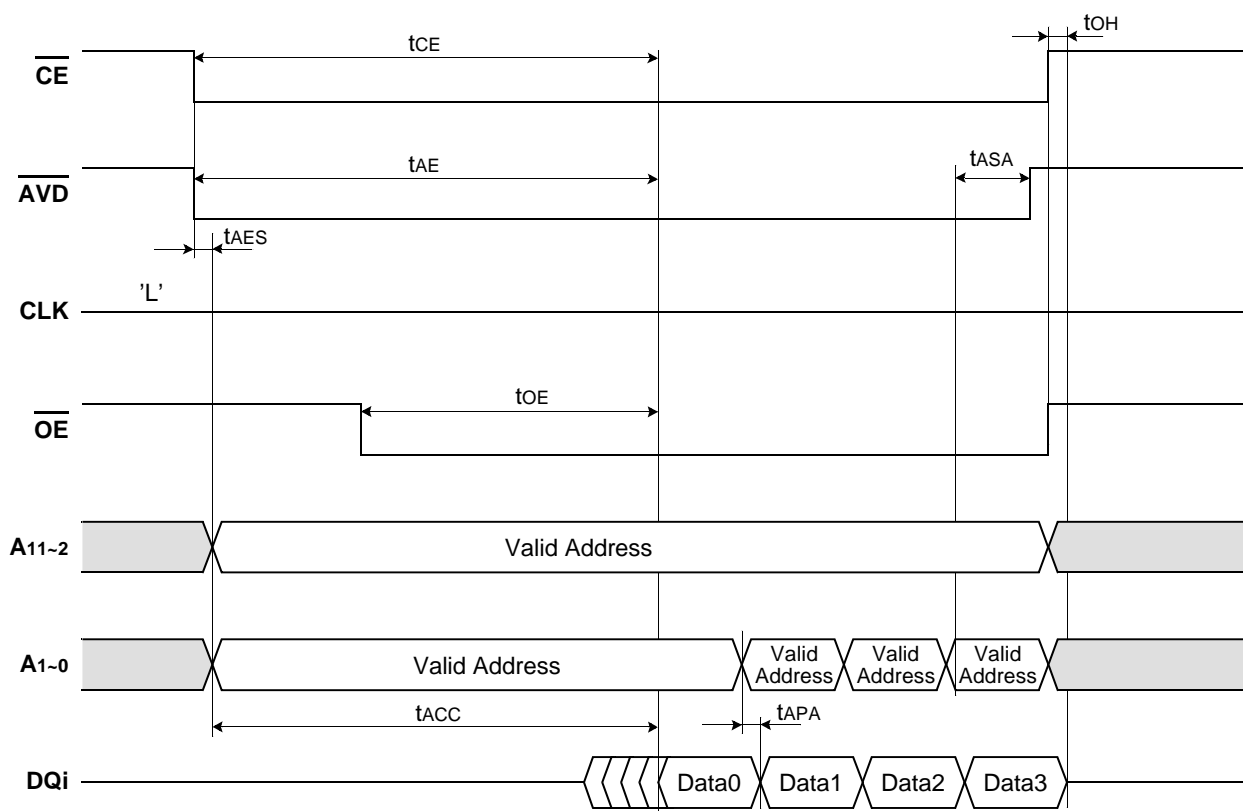 tCE
tOH
CE
tAE
tASA
AVD
tAES
’L’
CLK
tOE
OE
A11~2
Valid Address
A1~0
Valid Address
Valid Address
Valid Address
Valid Address
tACC
tAPA
DQi
Data0
Data1
Data2
Data3